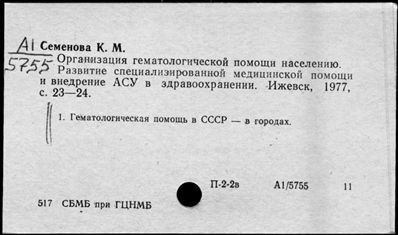 А1 Семенова К. М.
5755 Организация гематологической помощи населению.
Развитие специализированной медицинской помощи
и внедрение АСУ в здравоохранении. Ижевск, 1977,
с. 23—24.
1. Гематологическая помощь в СССР — в городах.
П-2-2в А1/5755 11
517 СБМБ при ГЦНМБ